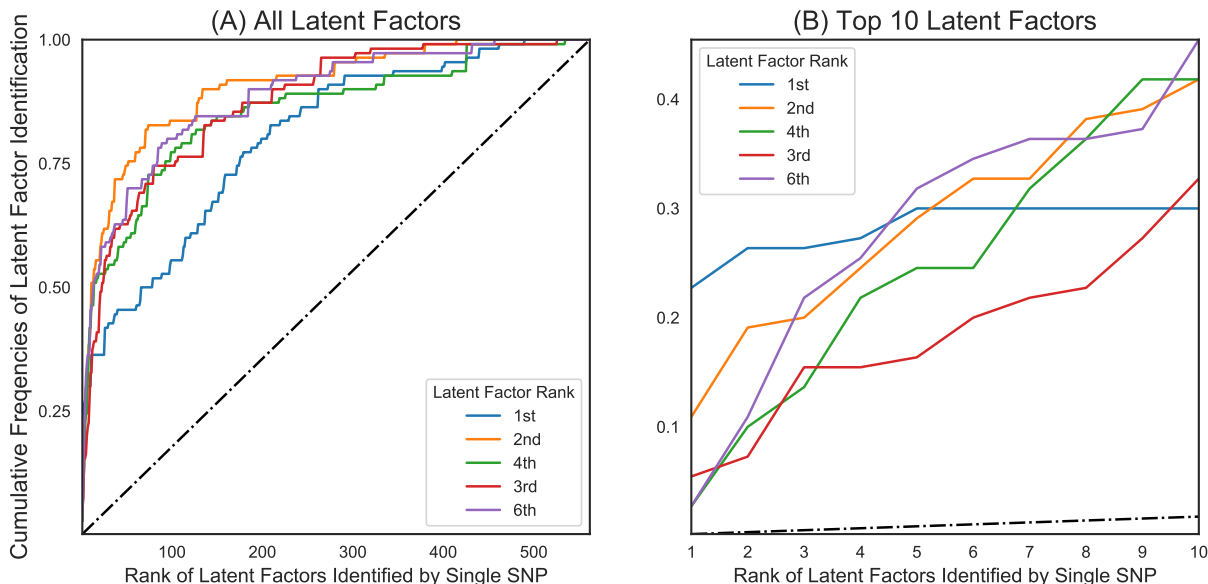 (A) All Latent Factors
Cumulative Freqencies of Latent Factor Identification
1.00
0.75
0.50
0.25
100
200
300
400
500
Rank of Latent Factors Identified by Single SNP
Latent Factor Rank
1st
2nd
4th
3rd
6th
(B) Top 10 Latent Factors
0.4
0.3
0.2
0.1
1
2
3
4
5
6
7
8
9
10
Rank of Latent Factors Identified by Single SNP
Latent Factor Rank
1st
2nd
4th
3rd
6th